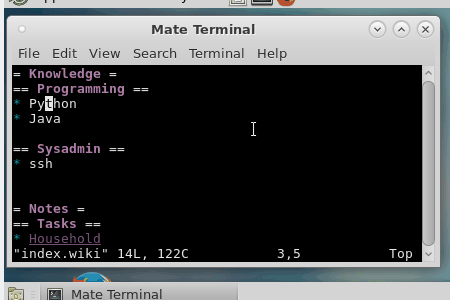 Mate Terminal
File Edit View Search Terminal Help
= Knowledge =
== Programming ==
* Python
* Java
== Sysadmin ==
* ssh
= Notes =
== Tasks ==
* Household
"index.wiki" 14L, 122C 3,5 Top
Mate Terminal